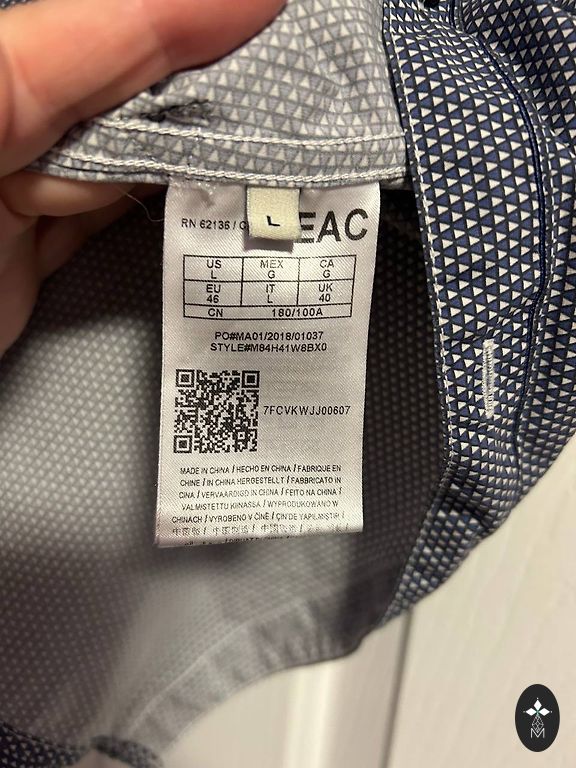 RN 62136 / C
L
EAC
US MEX CA
L G G
EU IT UK
46 L 40
CN 180/100A
PO#MA01/2018/01037
STYLE#M84H41W8BX0
7FCVKWJJ00607
MADE IN CHINA / HECHO EN CHINA / FABRIQUE EN
CHINE / IN CHINA HERGESTELLT / FABBRICATO IN
CINA / VERVAARDIGD IN CHINA / FEITO NA CHINA /
VALMISTETTU KIINASSA / WYPRODUKOWANO W
CHINACH / VYROBENO V ČÍNĚ / ÇİN'DE YAPILMIŞTIR /
M